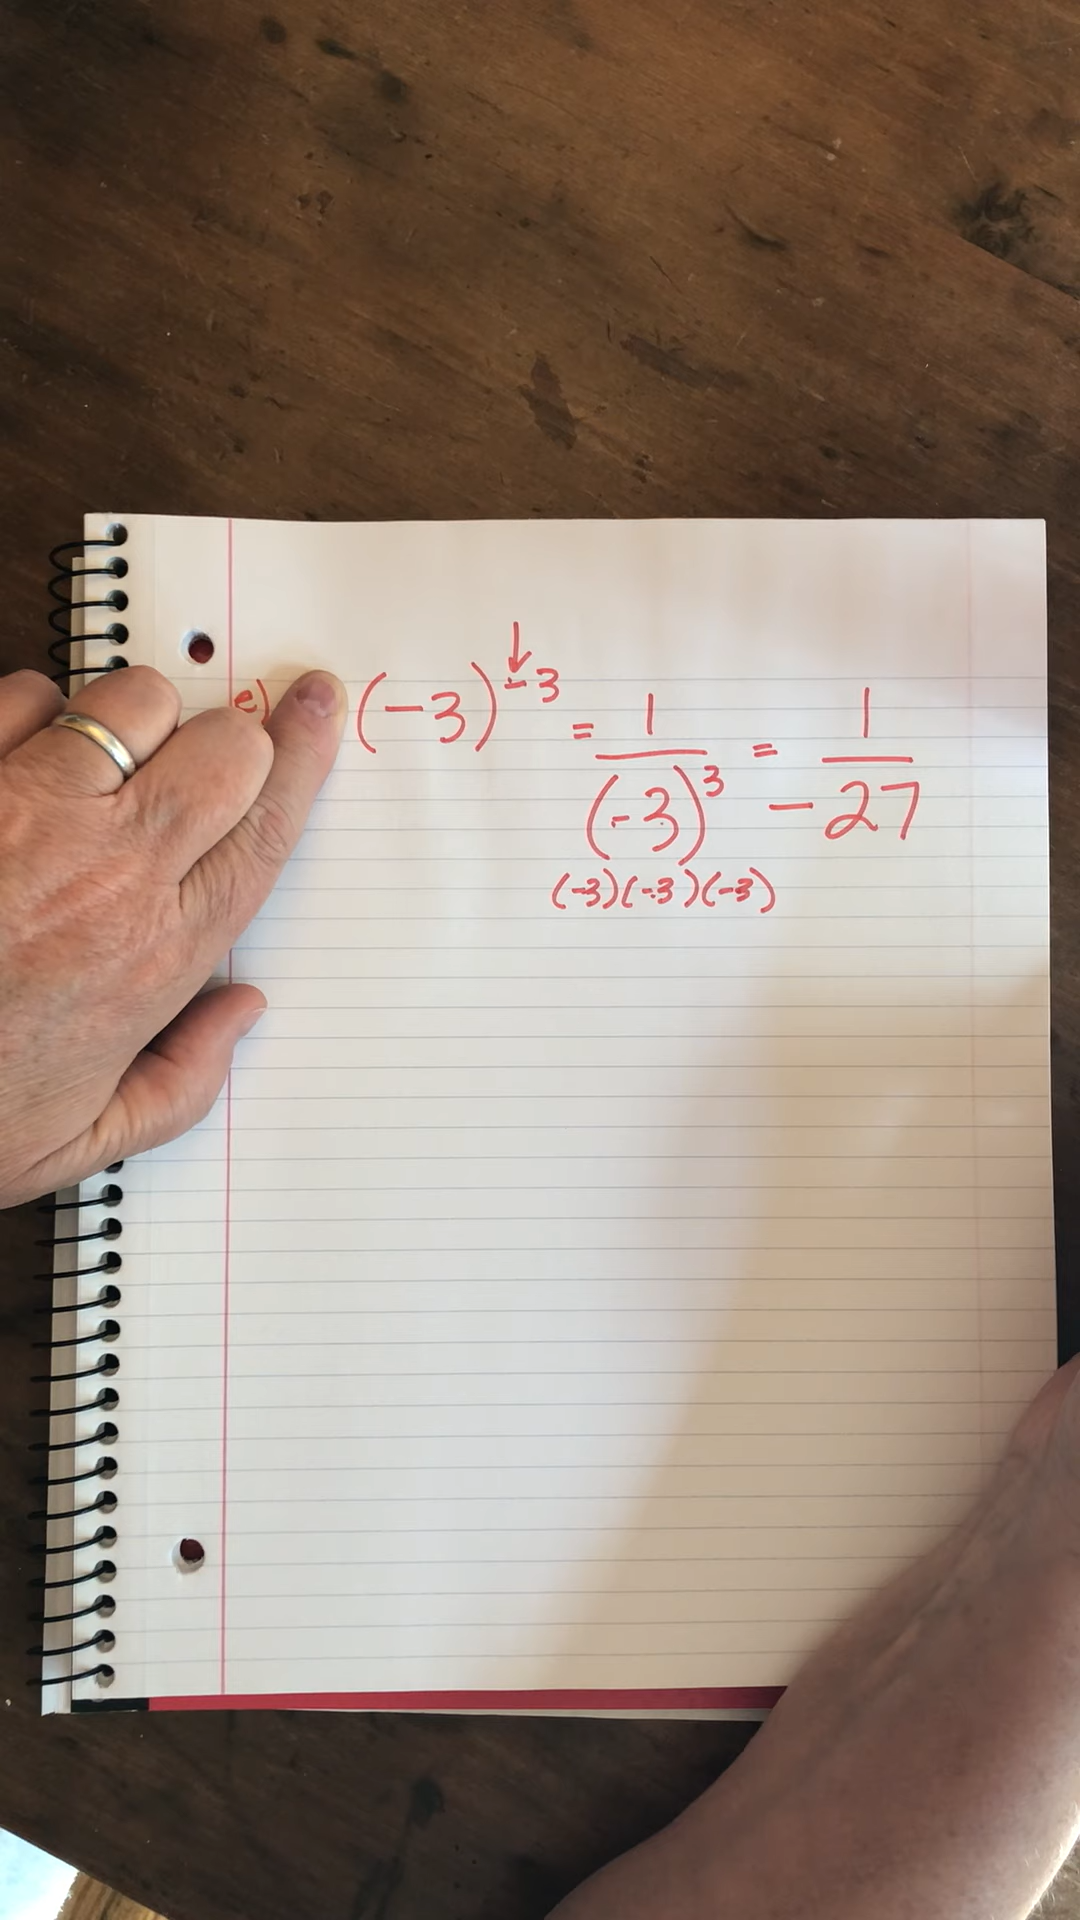 e) (-3)^-3 = 1/(-3)^3 = 1/-27
(-3)(-3)(-3)